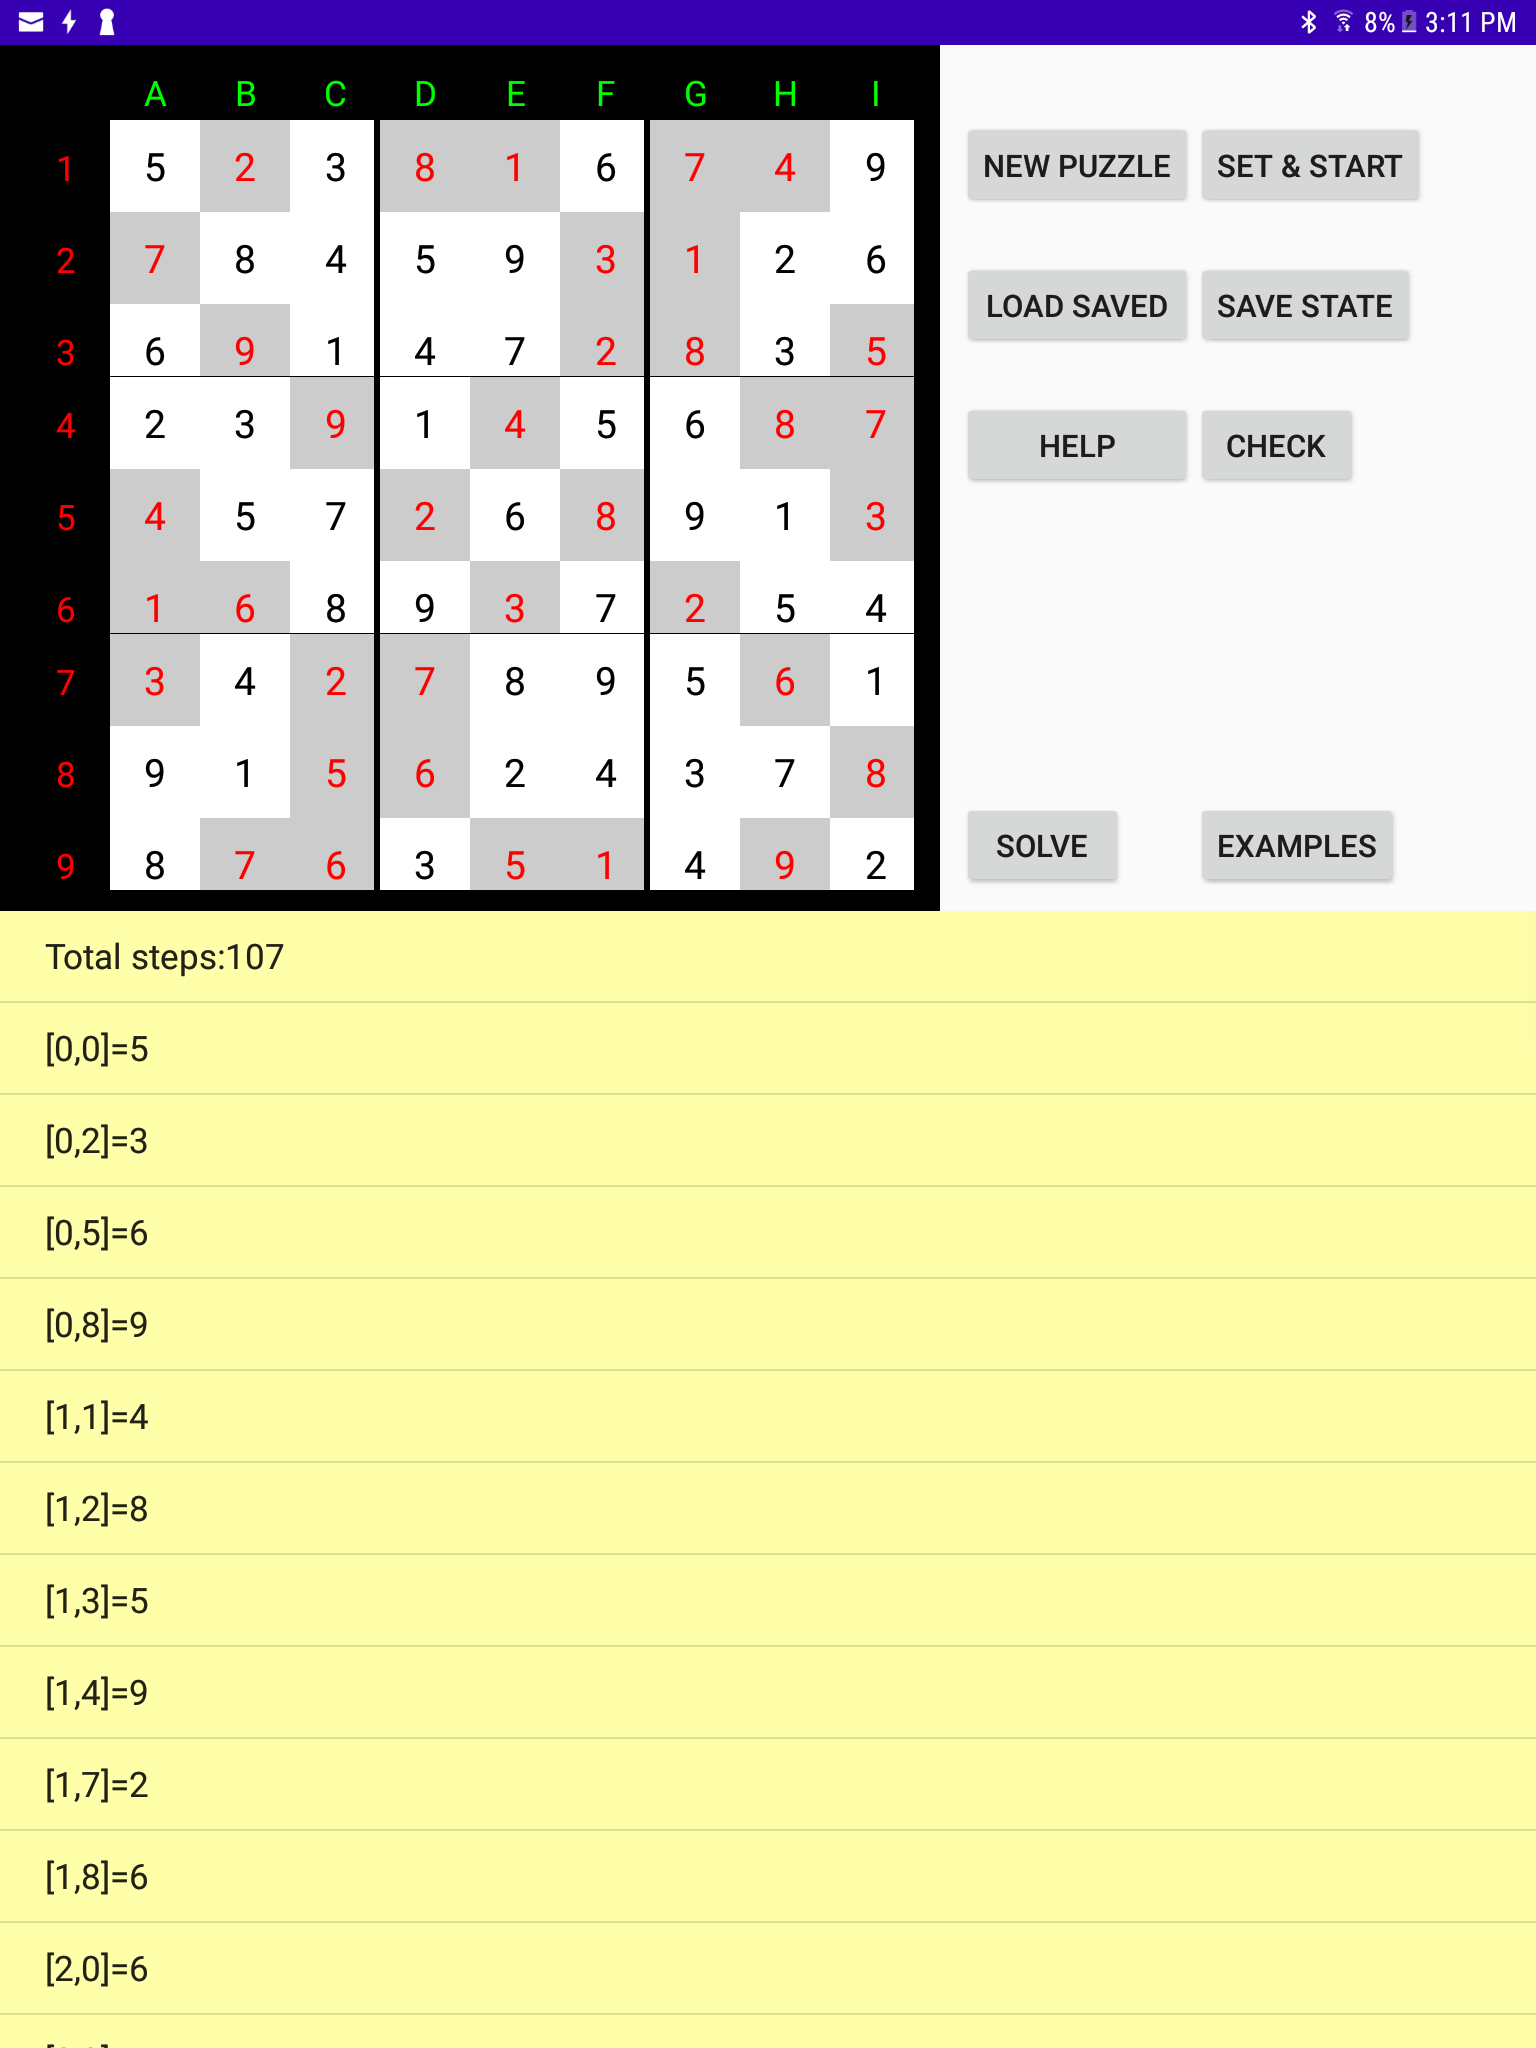 8% 3:11 PM
A B C D E F G H I
1 5 2 3 8 1 6 7 4 9
2 7 8 4 5 9 3 1 2 6
3 6 9 1 4 7 2 8 3 5
4 2 3 9 1 4 5 6 8 7
5 4 5 7 2 6 8 9 1 3
6 1 6 8 9 3 7 2 5 4
7 3 4 2 7 8 9 5 6 1
8 9 1 5 6 2 4 3 7 8
9 8 7 6 3 5 1 4 9 2
NEW PUZZLE SET & START
LOAD SAVED SAVE STATE
HELP CHECK
SOLVE EXAMPLES
Total steps:107
[0,0]=5
[0,2]=3
[0,5]=6
[0,8]=9
[1,1]=4
[1,2]=8
[1,3]=5
[1,4]=9
[1,7]=2
[1,8]=6
[2,0]=6